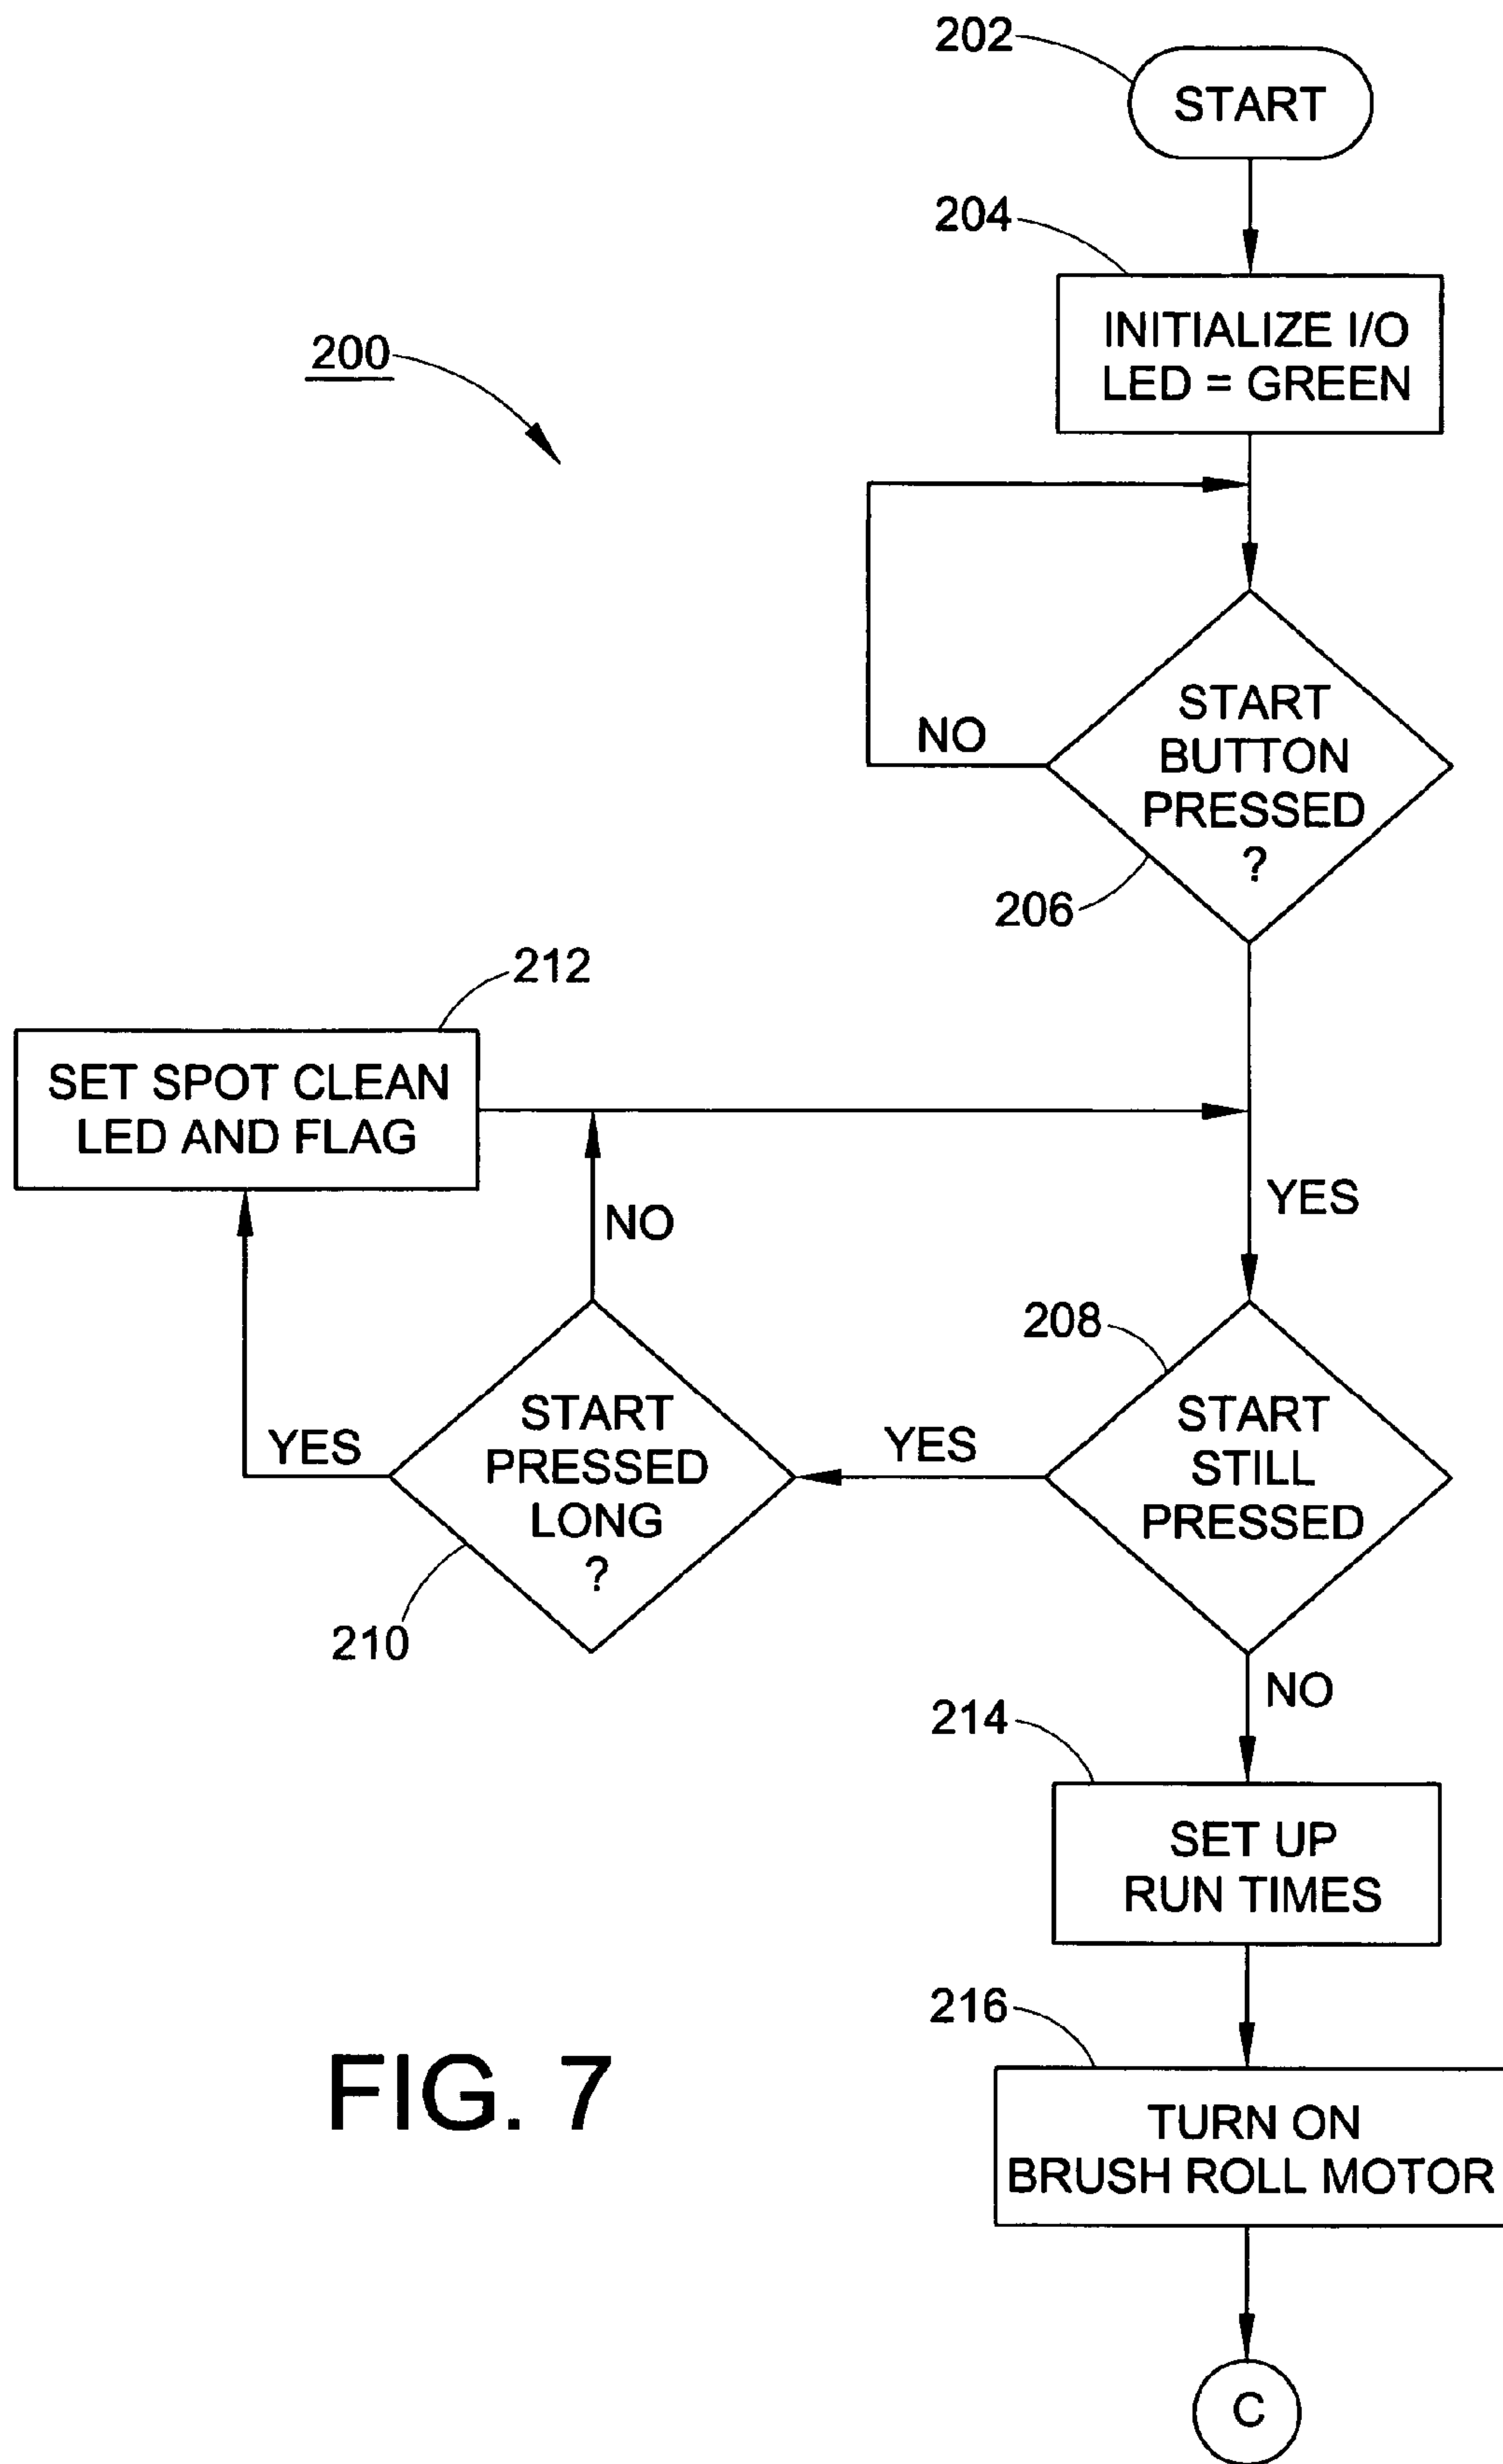 202
START
204
INITIALIZE I/O
LED = GREEN
200
START
BUTTON
PRESSED
?
NO
206
212
SET SPOT CLEAN
LED AND FLAG
NO
YES
208
START
STILL
PRESSED
YES
START
PRESSED
LONG
?
YES
210
NO
214
SET UP
RUN TIMES
216
TURN ON
BRUSH ROLL MOTOR
C
FIG. 7